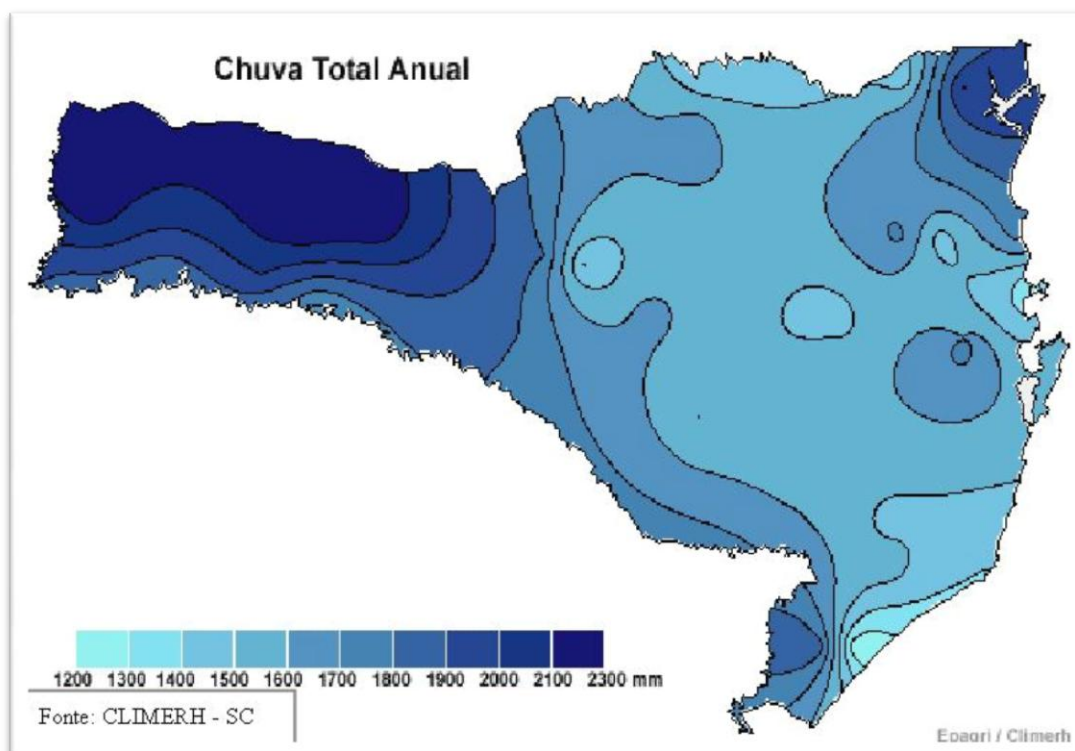 Chuva Total Anual
1200 1300 1400 1500 1600 1700 1800 1900 2000 2100 2300 mm
Fonte: CLIMERH - SC
Epagri / Climerh